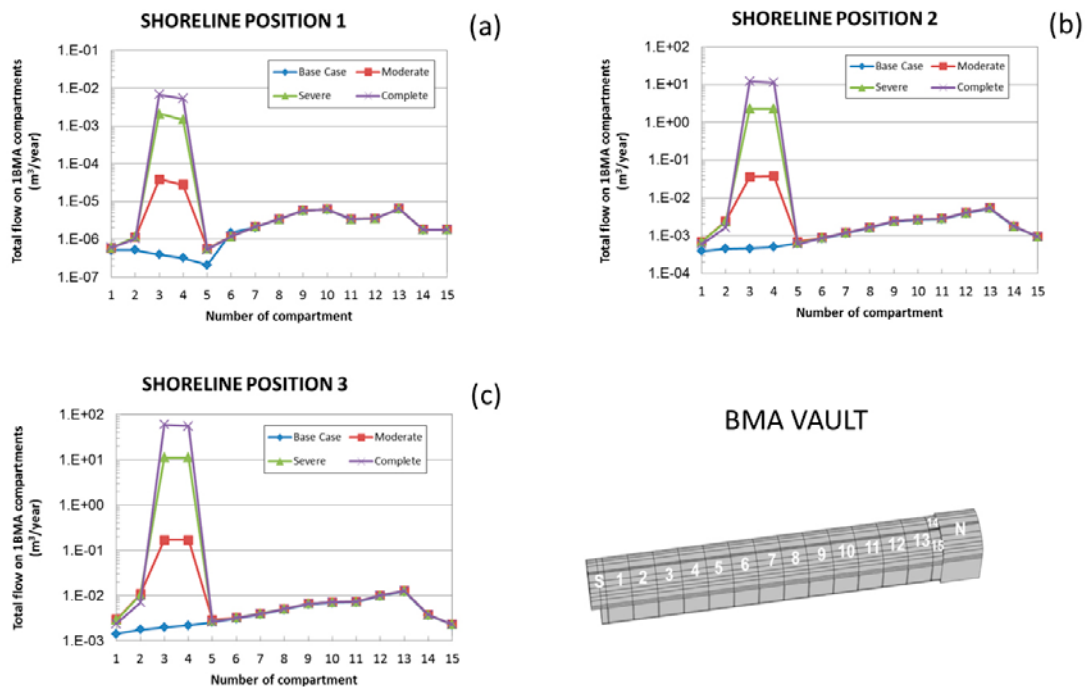 SHORELINE POSITION 1
(a)
Total flow on 1BMA compartments
(m³/year)
1.E-01
1.E-02
1.E-03
1.E-04
1.E-05
1.E-06
1.E-07
Base Case Moderate
Severe Complete
1 2 3 4 5 6 7 8 9 10 11 12 13 14 15
Number of compartment
SHORELINE POSITION 2
(b)
Total flow on 1BMA compartments
(m³/year)
1.E+02
1.E+01
1.E+00
1.E-01
1.E-02
1.E-03
1.E-04
Base Case Moderate
Severe Complete
1 2 3 4 5 6 7 8 9 10 11 12 13 14 15
Number of compartment
SHORELINE POSITION 3
(c)
Total flow on 1BMA compartments
(m³/year)
1.E+02
1.E+01
1.E+00
1.E-01
1.E-02
1.E-03
Base Case Moderate
Severe Complete
1 2 3 4 5 6 7 8 9 10 11 12 13 14 15
Number of compartment
BMA VAULT
S 1 2 3 4 5 6 7 8 9 10 11 12 13 14 15 N